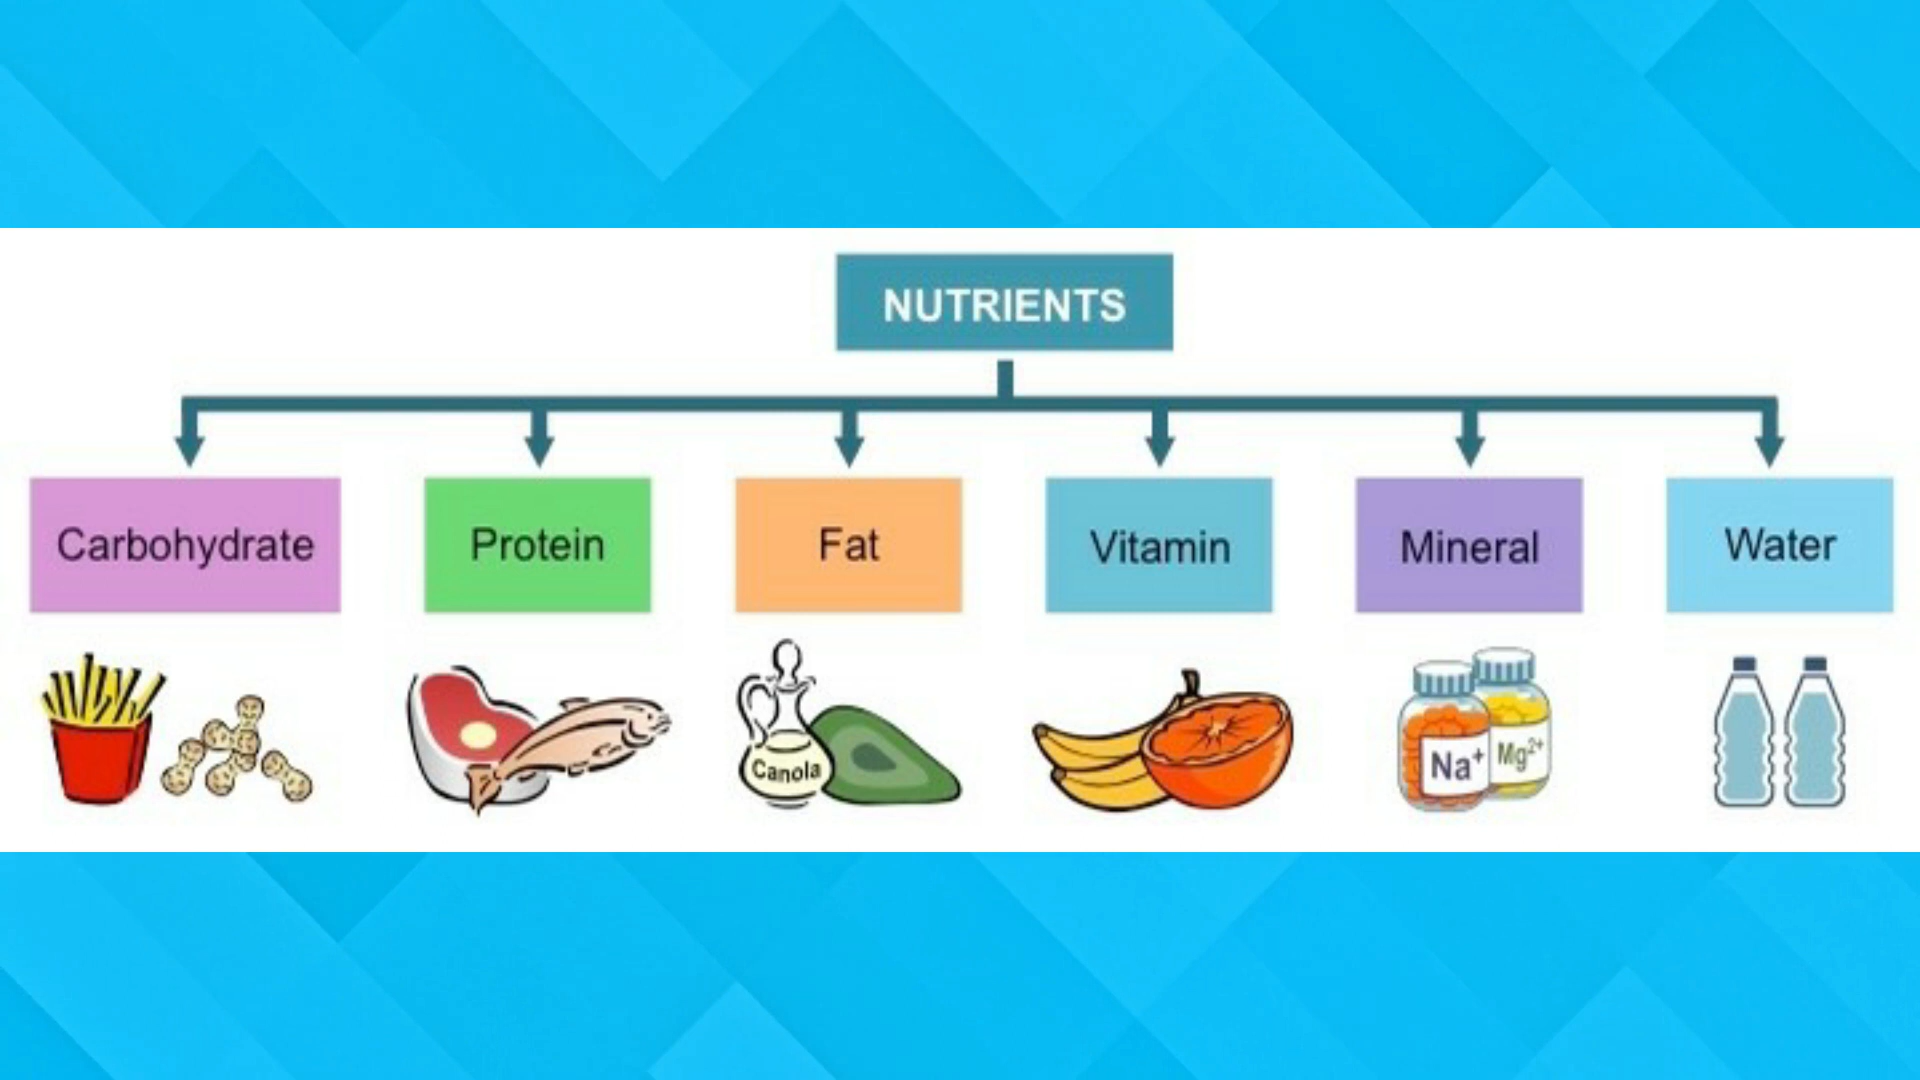 NUTRIENTS
Carbohydrate
Protein
Fat
Vitamin
Mineral
Water
Canola
Na⁺
Mg²⁺